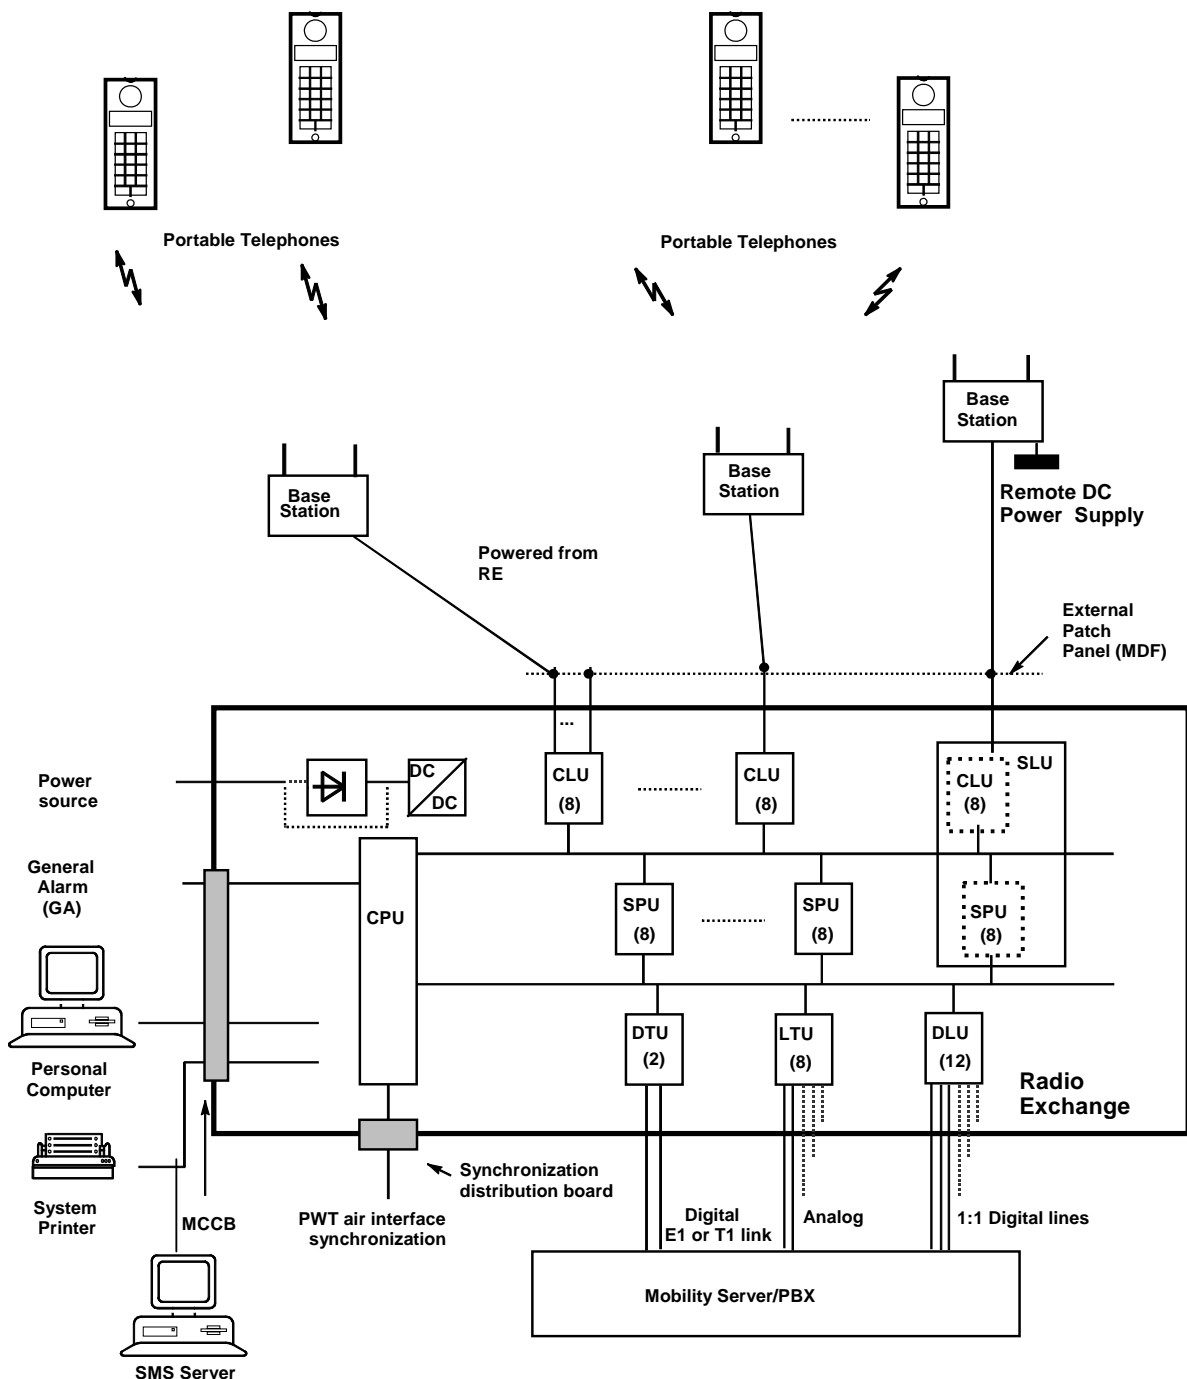 Portable Telephones
Portable Telephones
Base
Station
Base
Station
Base
Station
Remote DC
Power Supply
Powered from
RE
External
Patch
Panel (MDF)
...
Power
source
DC
DC
CLU
(8)
CLU
(8)
CLU
(8)
SLU
General
Alarm
(GA)
CPU
SPU
(8)
SPU
(8)
SPU
(8)
DTU
(2)
LTU
(8)
DLU
(12)
Personal
Computer
Radio
Exchange
System
Printer
MCCB
Synchronization
distribution board
PWT air interface
synchronization
Digital
E1 or T1 link
Analog
1:1 Digital lines
Mobility Server/PBX
SMS Server